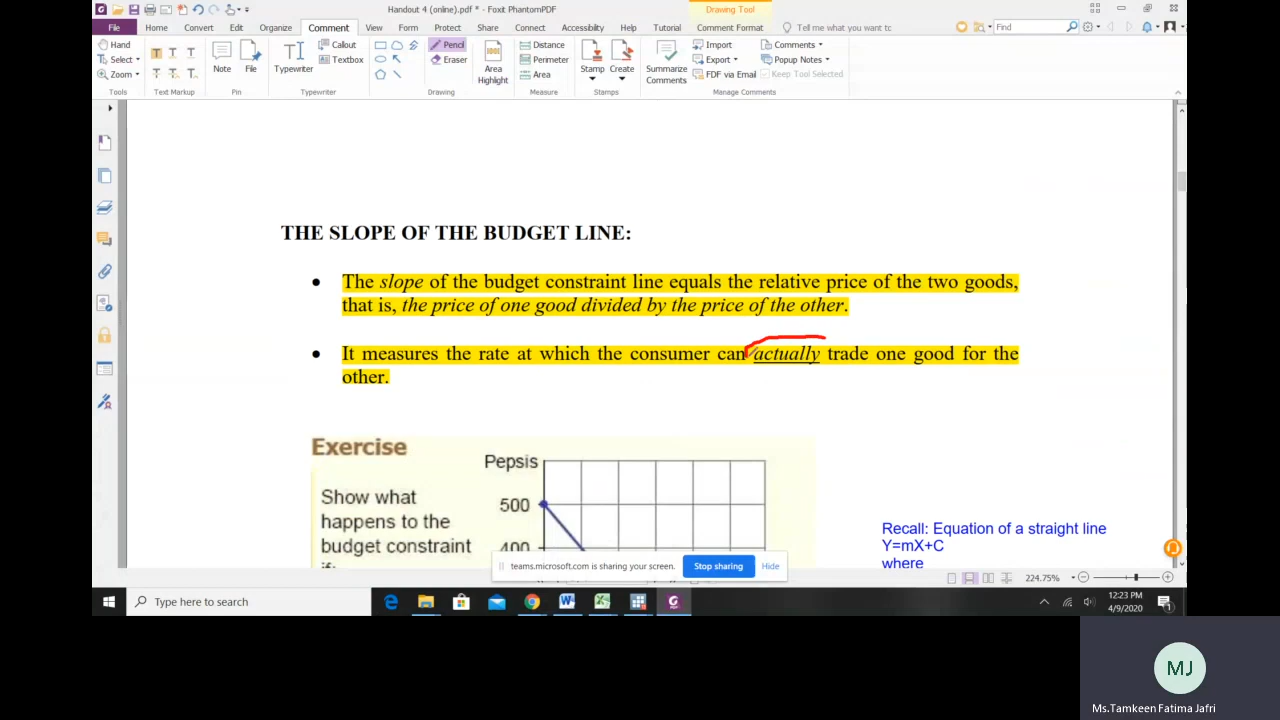 Handout 4 (online).pdf * - Foxit PhantomPDF
Drawing Tool
File Home Convert Edit Organize Comment View Form Protect Share Connect Accessibility Help Tutorial Comment Format Tell me what you want tc Find
Hand
Select
Zoom
Tools
Text Markup
Note
File
Pin
Typewriter
Callout
Textbox
Typewriter
Pencil
Eraser
Drawing
Area
Highlight
Distance
Perimeter
Area
Measure
Stamp
Create
Stamps
Summarize
Comments
Import
Export
FDF via Email
Comments
Popup Notes
Keep Tool Selected
Manage Comments
THE SLOPE OF THE BUDGET LINE:
• The slope of the budget constraint line equals the relative price of the two goods,
that is, the price of one good divided by the price of the other.
• It measures the rate at which the consumer can actually trade one good for the
other.
Exercise
Show what
happens to the
budget constraint
Pepsis
500
400
Recall: Equation of a straight line
Y=mX+C
where
teams.microsoft.com is sharing your screen. Stop sharing Hide
224.75%
Type here to search
12:23 PM
4/9/2020
1
MJ
Ms.Tamkeen Fatima Jafri